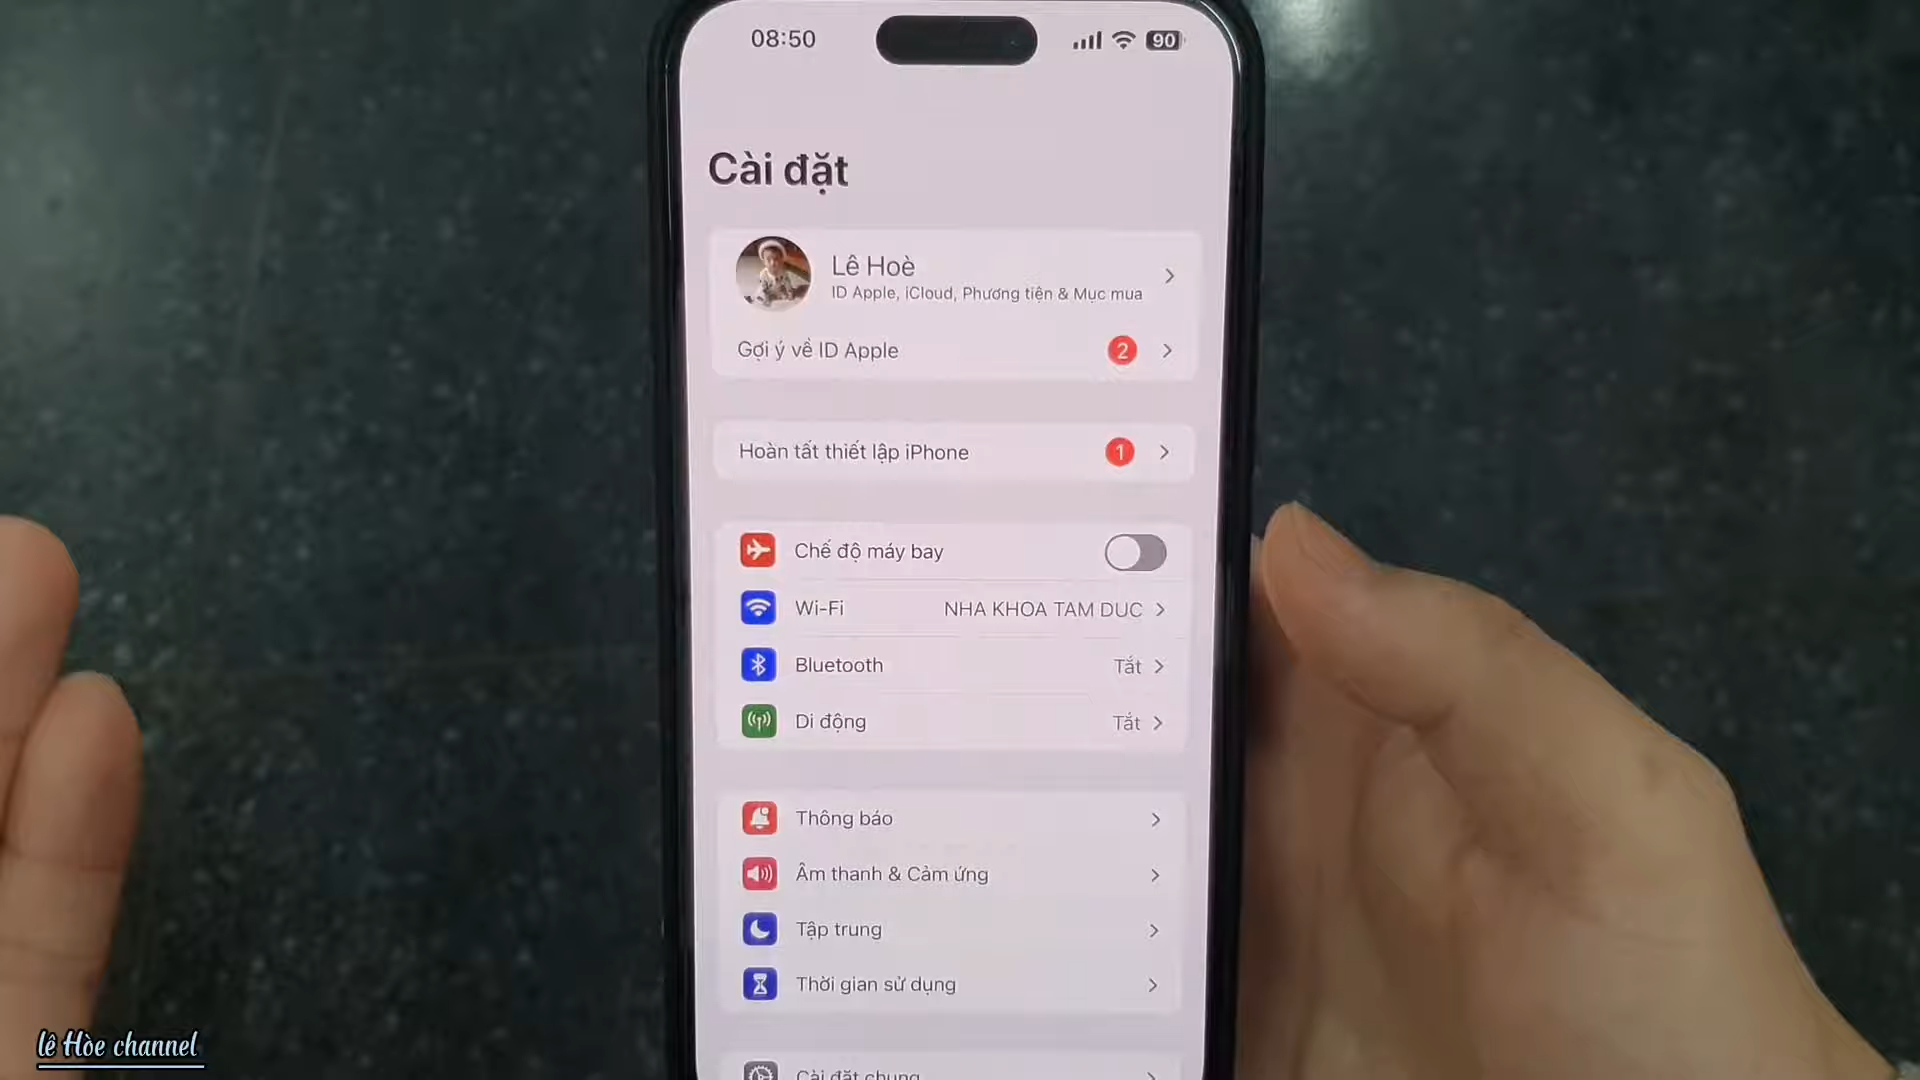 08:50
90
Cài đặt
Lê Hoè
ID Apple, iCloud, Phương tiện & Mục mua
Gợi ý về ID Apple 2
Hoàn tất thiết lập iPhone 1
Chế độ máy bay
Wi-Fi NHA KHOA TAM DUC
Bluetooth Tắt
Di động Tắt
Thông báo
Âm thanh & Cảm ứng
Tập trung
Thời gian sử dụng
Cài đặt chung
lê Hòe channel